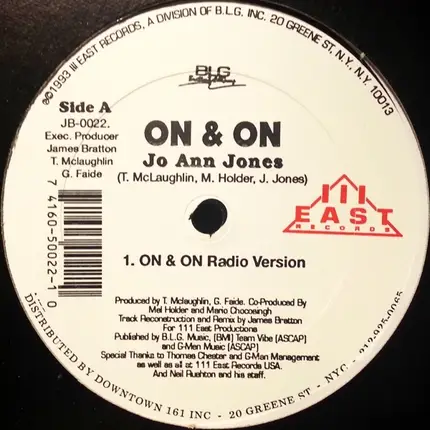 ℗©1993 III EAST RECORDS, A DIVISION OF B.L.G. INC. 20 GREENE ST, N.Y., N.Y. 10013
BLG
Side A
JB-0022.
Exec. Producer
James Bratton
T. Mclaughlin
G. Faide
ON & ON
Jo Ann Jones
(T. McLAUGHLIN, M. HOLDER, J. JONES)
III
EAST
RECORDS
7 4160-50022-1 0
1. ON & ON Radio Version
Produced by T. Mclaughlin, G. Faide. Co-Produced By
Mel Holder and Mario Chocosingh
Track Reconstruction and Remix by James Bratton
For 111 East Productions
Published by B.L.G. Music, [BMI] Team Vibe [ASCAP]
and G-Man Music [ASCAP]
Special Thanks to Thomas Chester and G-Man Management
as well as all at 111 East Records USA.
And Neil Rushton and his staff.
DISTRIBUTED BY DOWNTOWN 161 INC - 20 GREENE ST - NYC - 212-925-0065